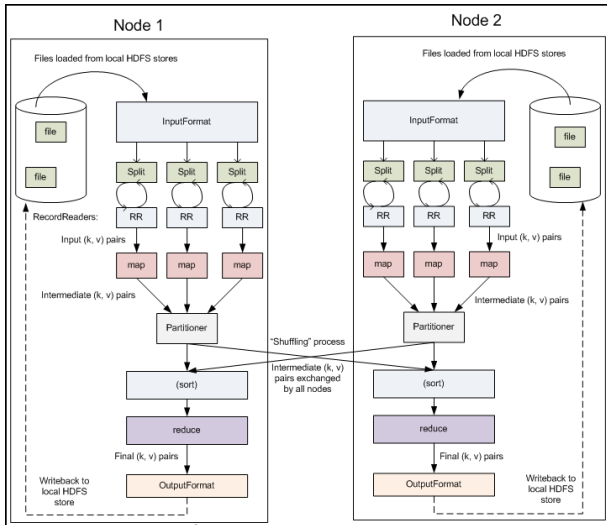 Node 1
Node 2
Files loaded from local HDFS stores
Files loaded from local HDFS stores
InputFormat
InputFormat
file
file
file
file
Split
Split
Split
Split
Split
Split
RecordReaders:
RR
RR
RR
RR
RR
RR
Input (k, v) pairs
Input (k, v) pairs
map
map
map
map
map
map
Intermediate (k, v) pairs
Intermediate (k, v) pairs
Partitioner
Partitioner
"Shuffling" process
Intermediate (k, v)
pairs exchanged
by all nodes
(sort)
(sort)
reduce
reduce
Final (k, v) pairs
Final (k, v) pairs
Writeback to
local HDFS
store
OutputFormat
OutputFormat
Writeback to
local HDFS
store